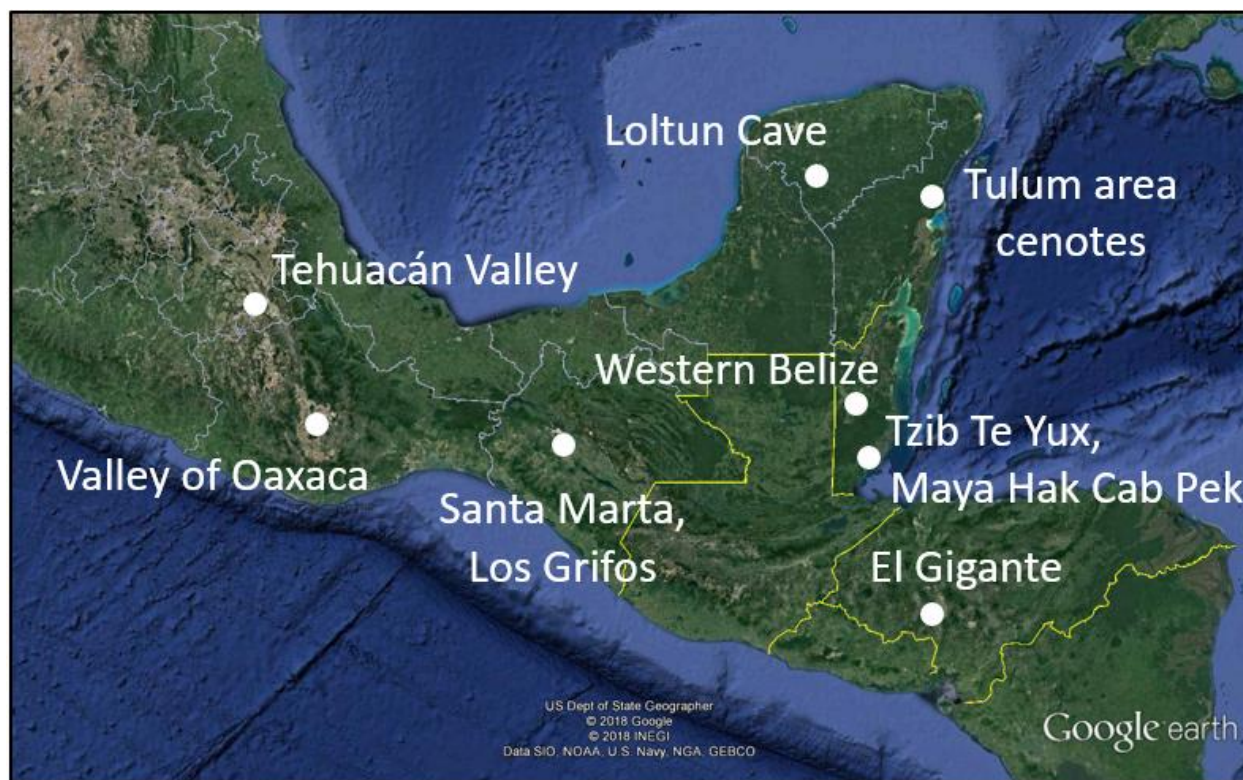 Loltun Cave
Tulum area
cenotes
Tehuacán Valley
Western Belize
Tzib Te Yux,
Maya Hak Cab Pek
Valley of Oaxaca
Santa Marta,
Los Grifos
El Gigante
US Dept of State Geographer
© 2018 Google
© 2018 INEGI
Data SIO, NOAA, U.S. Navy, NGA, GEBCO
Google earth